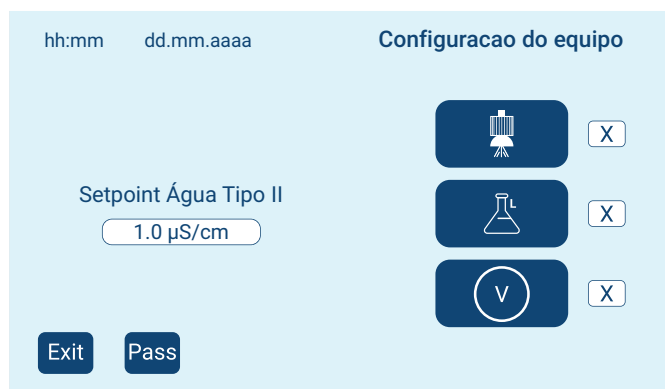 hh:mm dd.mm.aaaa Configuracao do equipo
X
L
X
Setpoint Água Tipo II
1.0 µS/cm
V
X
Exit Pass